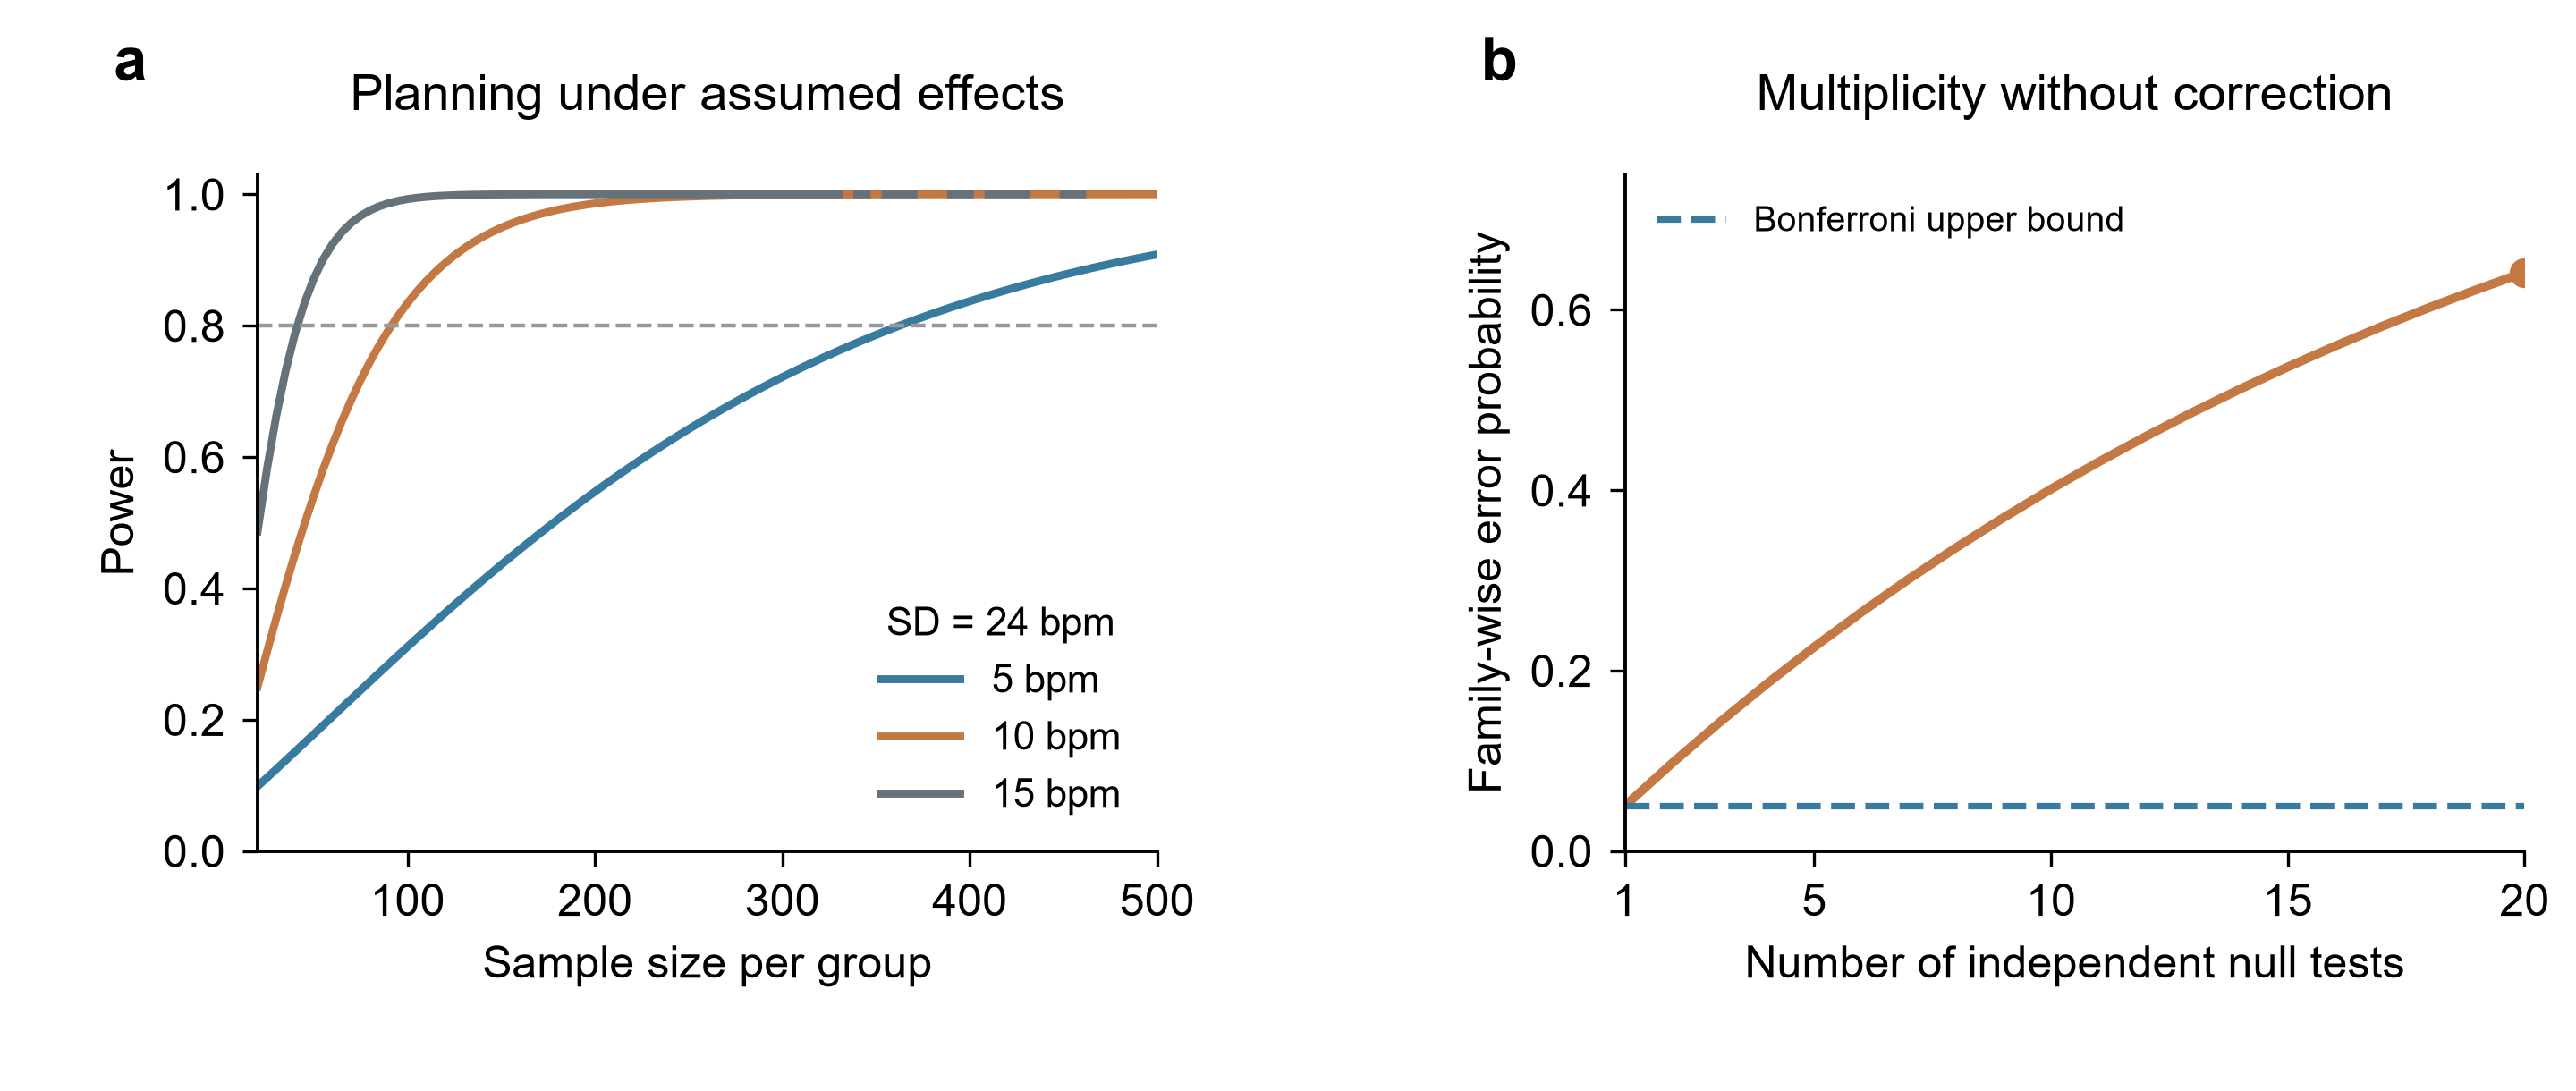 a
Planning under assumed effects
Power
1.0
0.8
0.6
0.4
0.2
0.0
SD = 24 bpm
5 bpm
10 bpm
15 bpm
100 200 300 400 500
Sample size per group
b
Multiplicity without correction
Family-wise error probability
Bonferroni upper bound
0.6
0.4
0.2
0.0
1 5 10 15 20
Number of independent null tests